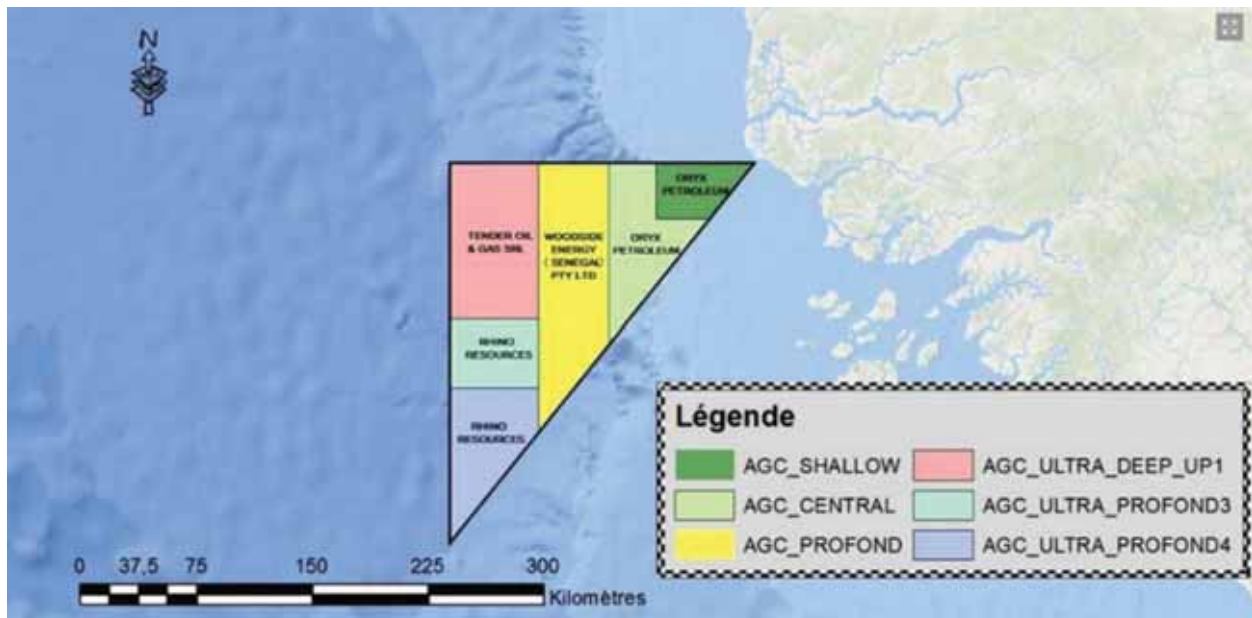 N
ORYX
PETROLEUM
TENDER OIL
& GAS SRL
WOODSIDE
ENERGY
( SENEGAL)
PTY LTD
ORYX
PETROLEUM
RHINO
RESOURCES
RHINO
RESOURCES
Légende
AGC_SHALLOW
AGC_ULTRA_DEEP_UP1
AGC_CENTRAL
AGC_ULTRA_PROFOND3
AGC_PROFOND
AGC_ULTRA_PROFOND4
0 37,5 75 150 225 300
Kilomètres